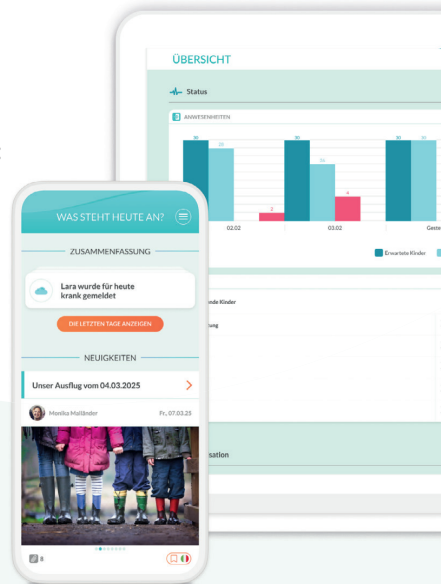 ÜBERSICHT
Status
ANWESENHEITEN
30
30
30
30
28
2
4
02.02
03.02
Geste
Erwartete Kinder
nde Kinder
ung
sation
WAS STEHT HEUTE AN?
ZUSAMMENFASSUNG
Lara wurde für heute
krank gemeldet
DIE LETZTEN TAGE ANZEIGEN
NEUIGKEITEN
Unser Ausflug vom 04.03.2025
Monika Mailänder
Fr., 07.03.25
8